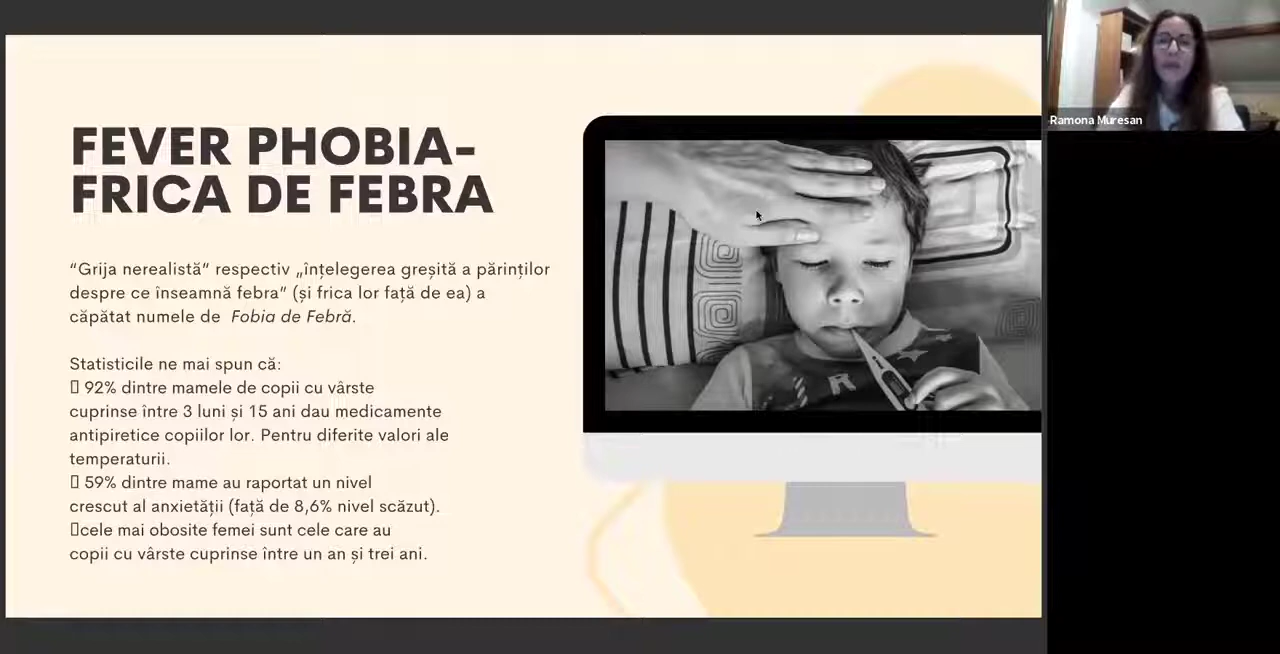 FEVER PHOBIA-
FRICA DE FEBRA
“Grija nerealistă” respectiv „înțelegerea greșită a părinților
despre ce înseamnă febra” (și frica lor față de ea) a
căpătat numele de Fobia de Febră.
Statisticile ne mai spun că:
▯ 92% dintre mamele de copii cu vârste
cuprinse între 3 luni și 15 ani dau medicamente
antipiretice copiilor lor. Pentru diferite valori ale
temperaturii.
▯ 59% dintre mame au raportat un nivel
crescut al anxietății (față de 8,6% nivel scăzut).
▯cele mai obosite femei sunt cele care au
copii cu vârste cuprinse între un an și trei ani.
R
Ramona Muresan